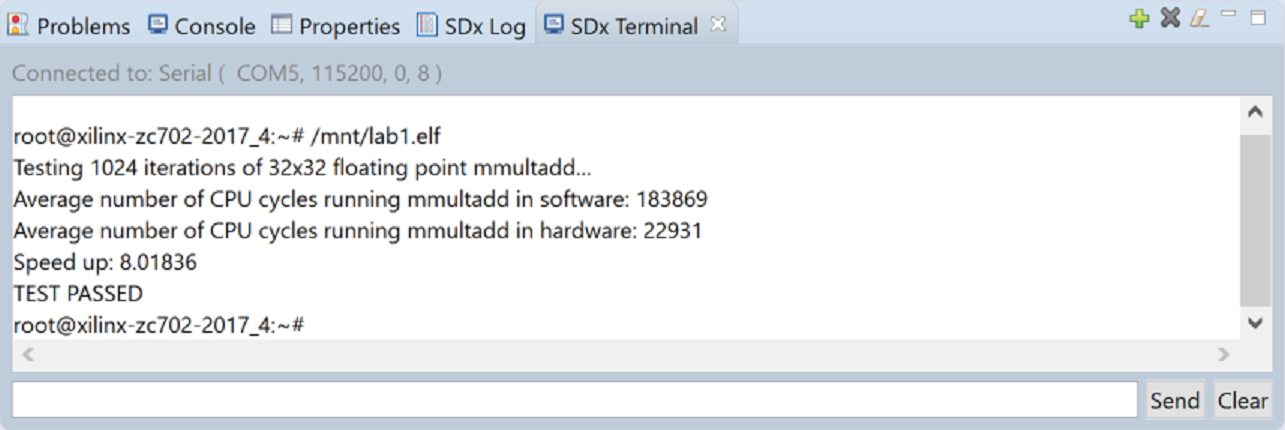 Problems Console Properties SDx Log SDx Terminal
Connected to: Serial ( COM5, 115200, 0, 8 )
root@xilinx-zc702-2017_4:~# /mnt/lab1.elf
Testing 1024 iterations of 32x32 floating point mmultadd...
Average number of CPU cycles running mmultadd in software: 183869
Average number of CPU cycles running mmultadd in hardware: 22931
Speed up: 8.01836
TEST PASSED
root@xilinx-zc702-2017_4:~#
Send Clear